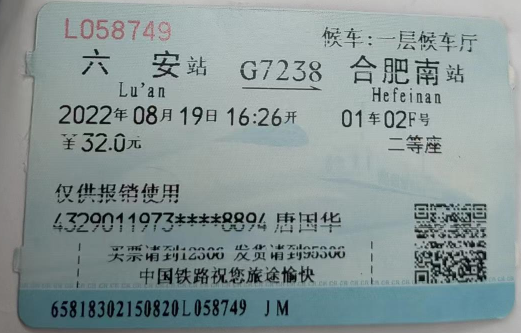 L058749
候车:一层候车厅
六安站 G7238 合肥南站
Lu'an Hefeinan
2022年08月19日16:26开 01车02F号
￥32.0元 二等座
仅供报销使用
4329011973****8894 唐国华
买票请到12306 发货请到95306
中国铁路祝您旅途愉快
65818302150820L058749 JM